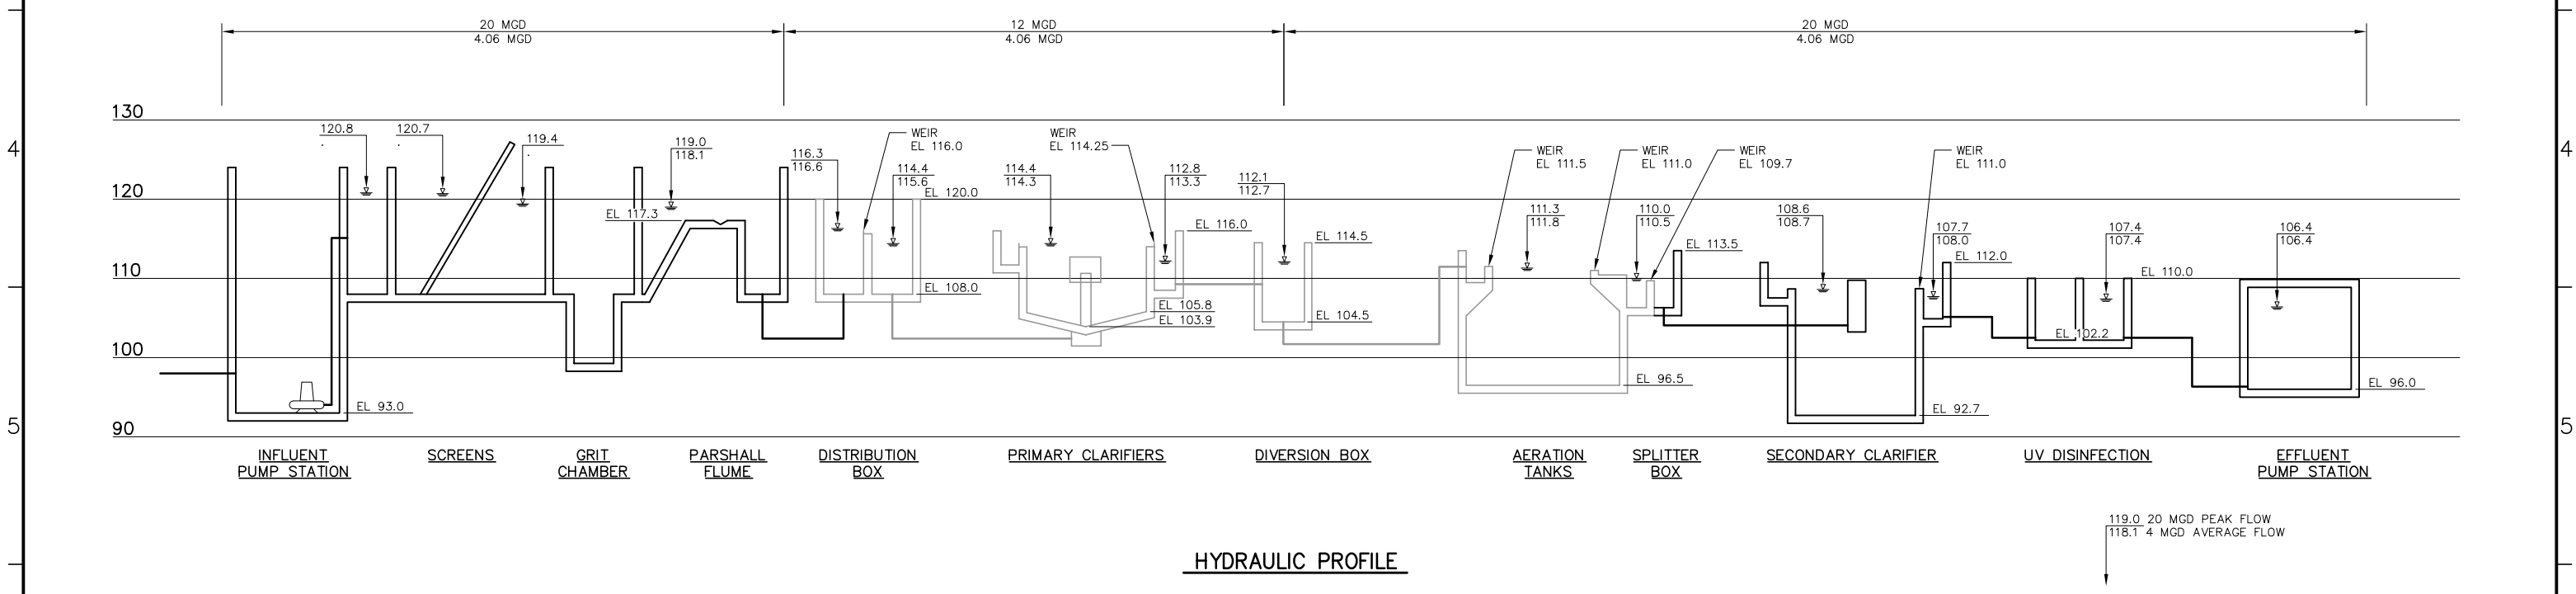 20 MGD
4.06 MGD
12 MGD
4.06 MGD
20 MGD
4.06 MGD
130
4
120.8
.
120.7
.
119.4
.
119.0
118.1
116.3
116.6
WEIR
EL 116.0
114.4
115.6
EL 120.0
114.4
114.3
WEIR
EL 114.25
112.8
113.3
112.1
112.7
WEIR
EL 111.5
WEIR
EL 111.0
WEIR
EL 109.7
WEIR
EL 111.0
4
120
EL 117.3
EL 116.0
EL 114.5
111.3
111.8
110.0
110.5
EL 113.5
108.6
108.7
107.7
108.0
EL 112.0
107.4
107.4
106.4
106.4
110
EL 108.0
EL 105.8
EL 103.9
EL 104.5
EL 110.0
EL 102.2
100
EL 93.0
EL 96.5
EL 92.7
EL 96.0
5
90
5
INFLUENT
PUMP STATION
SCREENS
GRIT
CHAMBER
PARSHALL
FLUME
DISTRIBUTION
BOX
PRIMARY CLARIFIERS
DIVERSION BOX
AERATION
TANKS
SPLITTER
BOX
SECONDARY CLARIFIER
UV DISINFECTION
EFFLUENT
PUMP STATION
119.0 20 MGD PEAK FLOW
118.1 4 MGD AVERAGE FLOW
HYDRAULIC PROFILE